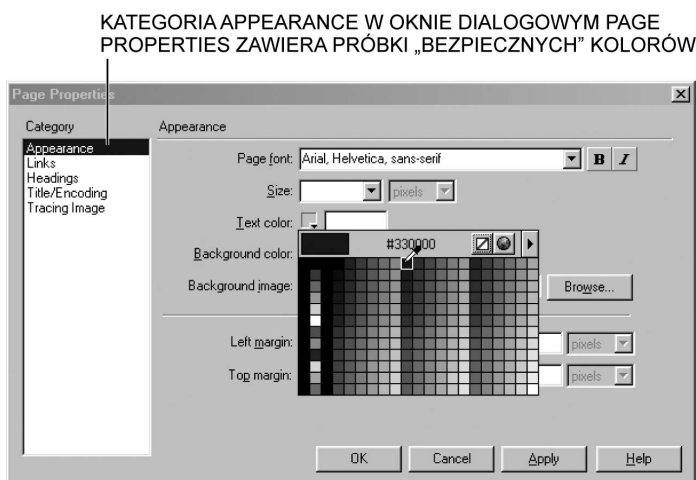 KATEGORIA APPEARANCE W OKNIE DIALOGOWYM PAGE
PROPERTIES ZAWIERA PRÓBKI „BEZPIECZNYCH” KOLORÓW
Page Properties
Category
Appearance
Appearance
Links
Headings
Title/Encoding
Tracing Image
Page font: Arial, Helvetica, sans-serif B I
Size: pixels
Text color:
#330000
Background color:
Background image: Browse...
Left margin: pixels
Top margin: pixels
OK Cancel Apply Help